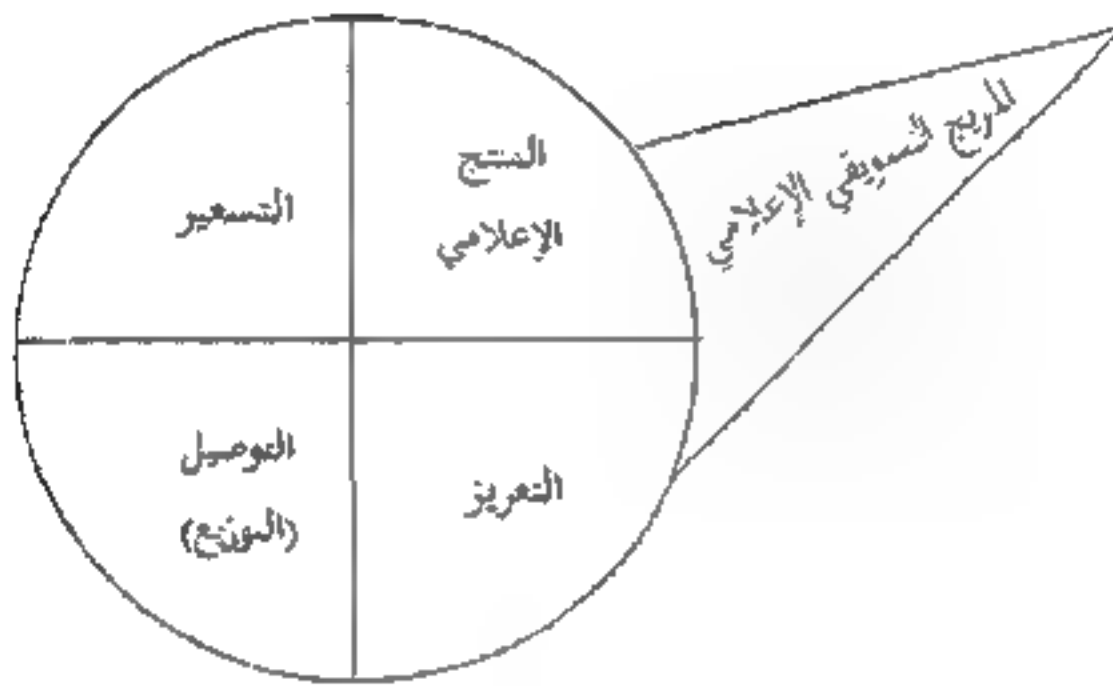 المزيج التسويقي الإعلامي
المنتج
الإعلامي
التسعير
التعزيز
التوصيل
(التوزيع)